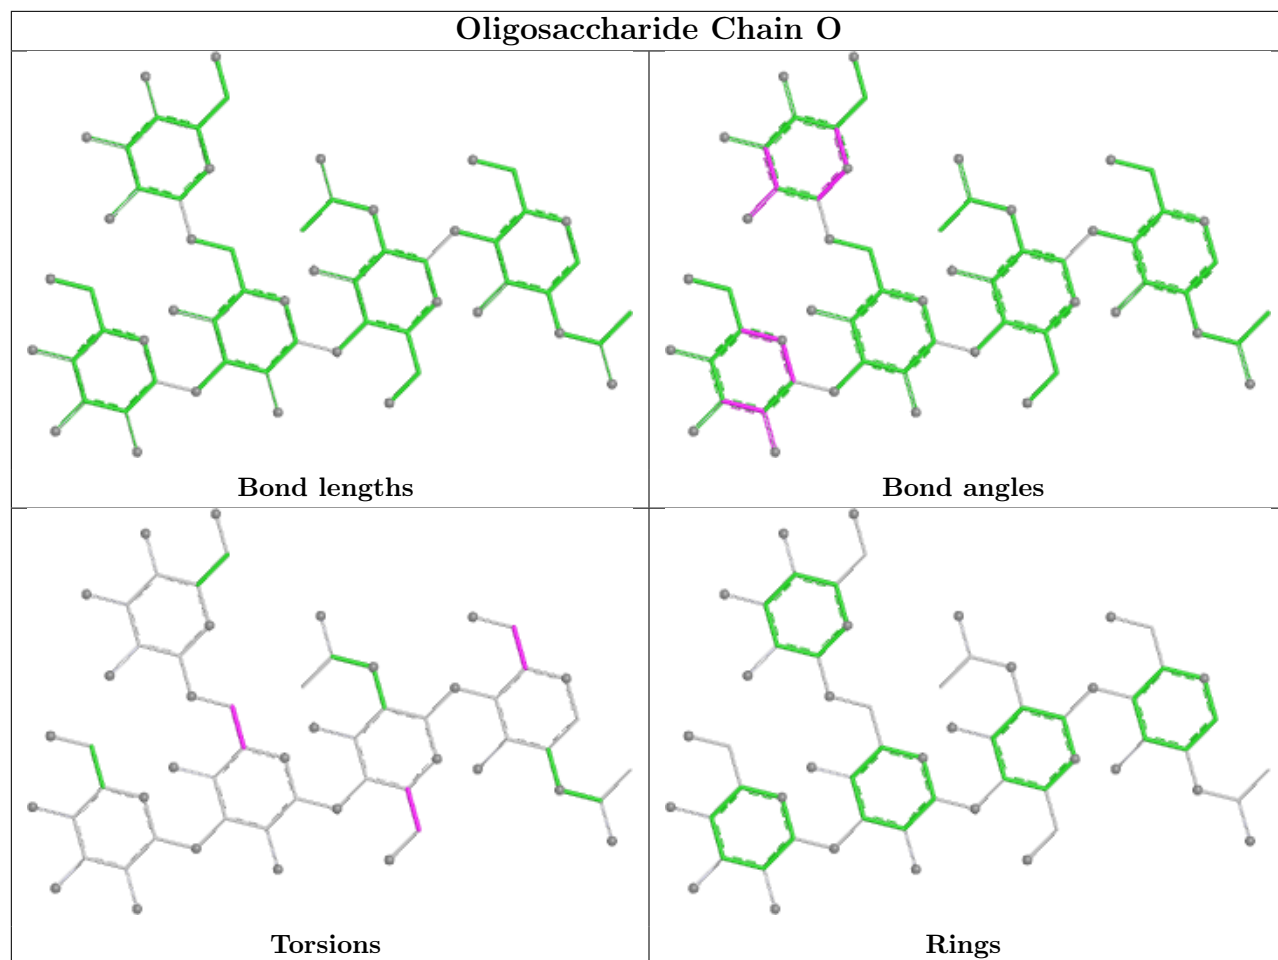 Oligosaccharide Chain O
Bond lengths
Bond angles
Torsions
Rings